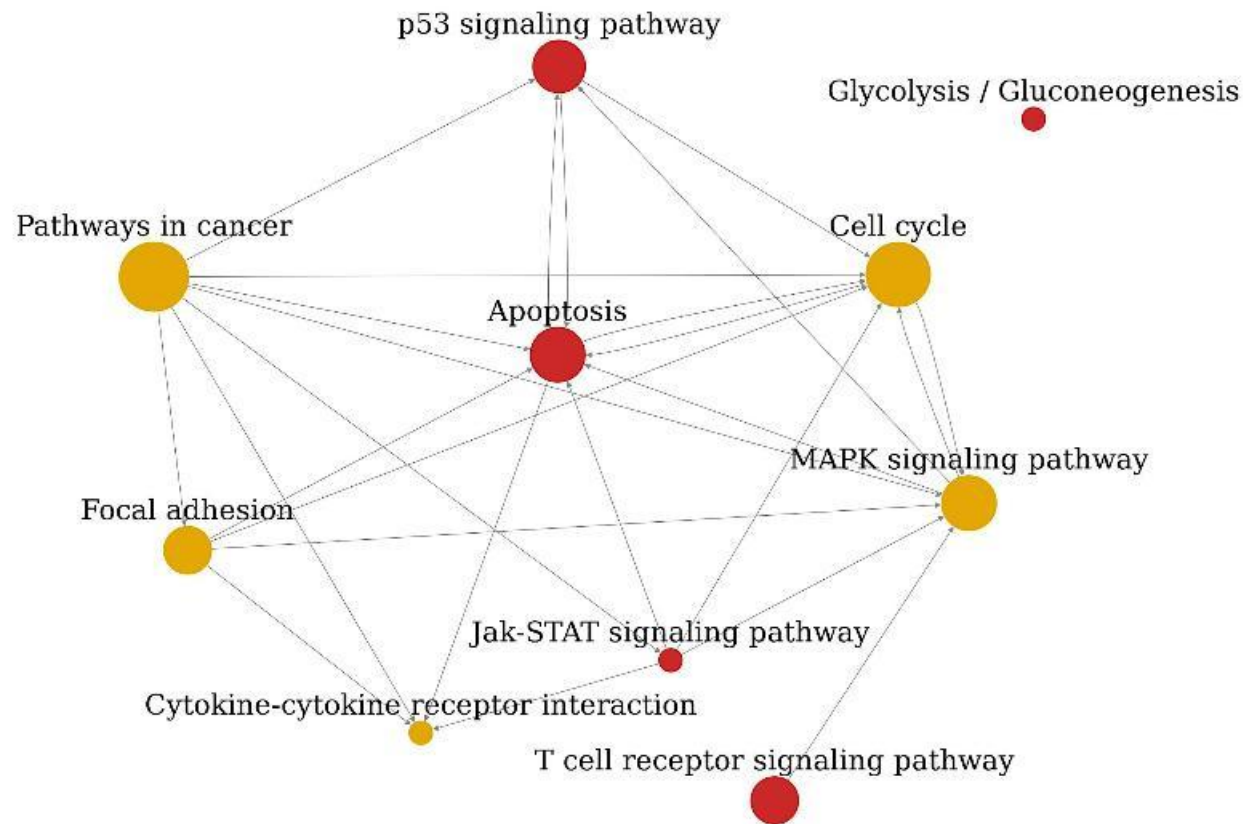 p53 signaling pathway
Glycolysis / Gluconeogenesis
Pathways in cancer
Cell cycle
Apoptosis
MAPK signaling pathway
Focal adhesion
Jak-STAT signaling pathway
Cytokine-cytokine receptor interaction
T cell receptor signaling pathway